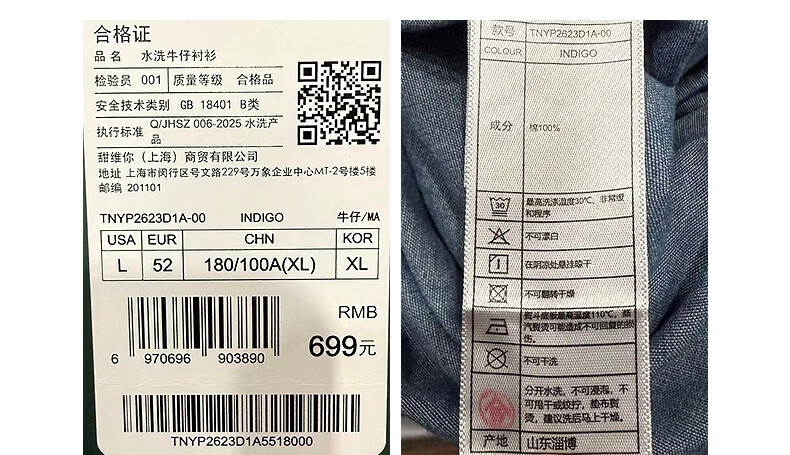 合格证
品 名 水洗牛仔衬衫
检验员 001 质量等级 合格品
安全技术类别 GB 18401 B类
执行标准 Q/JHSZ 006-2025 水洗产品
甜维你（上海）商贸有限公司
地址 上海市闵行区号文路229号万象企业中心MT-2号楼5楼
邮编 201101
TNYP2623D1A-00 INDIGO 牛仔/MA
USA EUR CHN KOR
L 52 180/100A(XL) XL
RMB
699元
6 970696 903890
TNYP2623D1A5518000
款号 TNYP2623D1A-00
COLOUR INDIGO
成分 棉100%
30
最高洗涤温度30℃，非常缓
和程序
不可漂白
在阴凉处悬挂晾干
不可翻转干燥
熨斗底板最高温度110℃，蒸
汽熨烫可能造成不可回复的损
伤。
不可干洗
分开水洗，不可浸泡，不
可甩干或绞拧，垫布熨
烫，建议洗后马上干燥。
产地 山东淄博